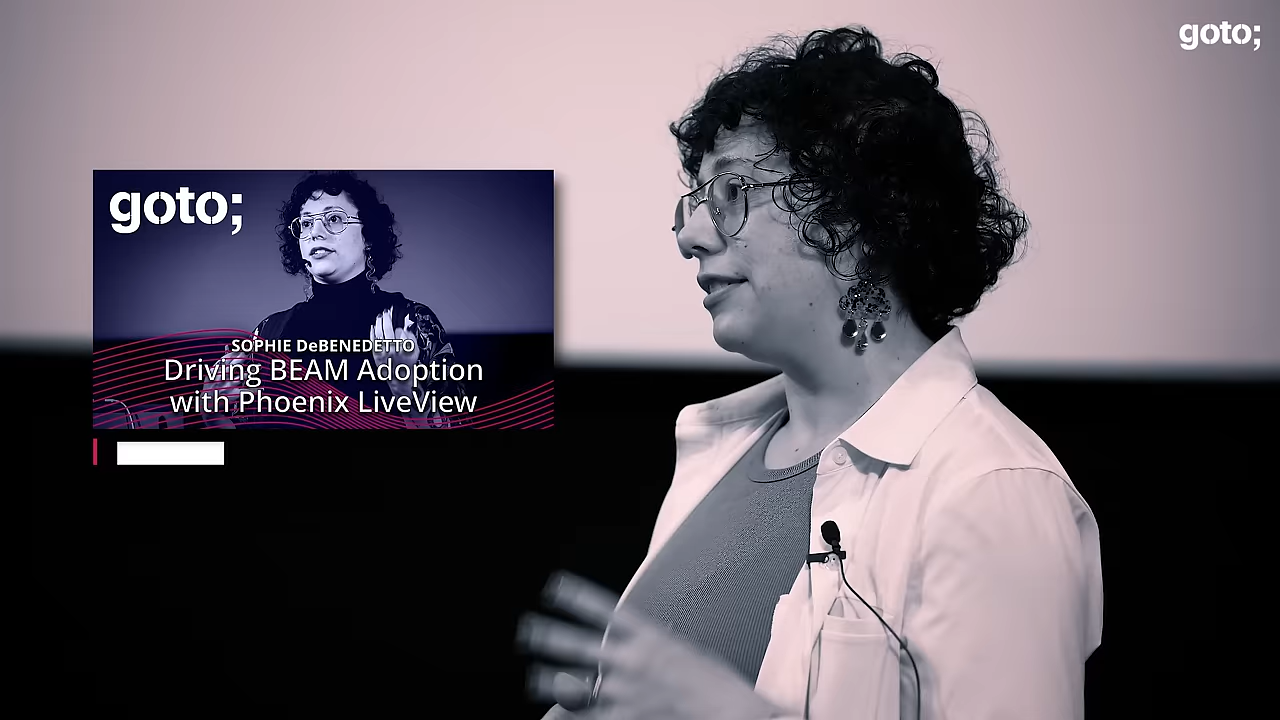 goto;
goto;
SOPHIE DeBENEDETTO
Driving BEAM Adoption
with Phoenix LiveView